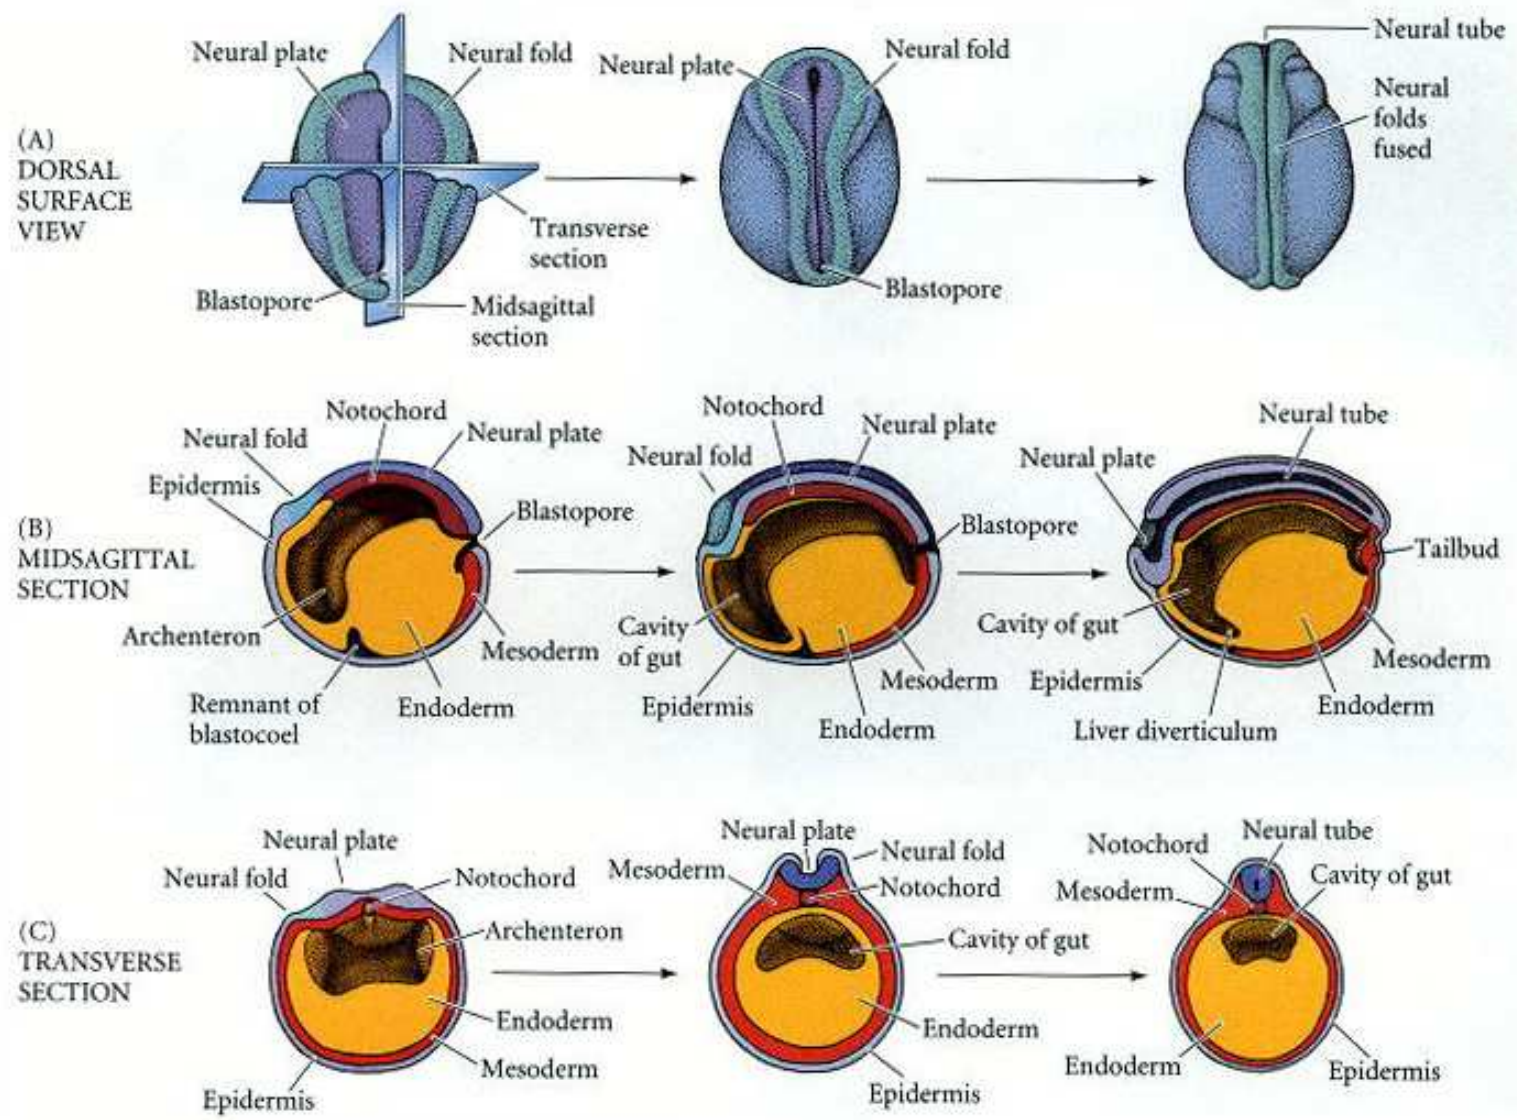 (A)
DORSAL
SURFACE
VIEW
Neural plate
Neural fold
Transverse
section
Blastopore
Midsagittal
section
Neural plate
Neural fold
Blastopore
Neural tube
Neural
folds
fused
(B)
MIDSAGITTAL
SECTION
Notochord
Neural fold
Neural plate
Epidermis
Blastopore
Archenteron
Mesoderm
Remnant of
blastocoel
Endoderm
Notochord
Neural plate
Neural fold
Blastopore
Cavity
of gut
Mesoderm
Epidermis
Endoderm
Neural tube
Neural plate
Tailbud
Cavity of gut
Mesoderm
Epidermis
Endoderm
Liver diverticulum
(C)
TRANSVERSE
SECTION
Neural plate
Neural fold
Notochord
Archenteron
Endoderm
Mesoderm
Epidermis
Neural plate
Neural fold
Mesoderm
Notochord
Cavity of gut
Endoderm
Epidermis
Neural tube
Notochord
Cavity of gut
Mesoderm
Endoderm
Epidermis